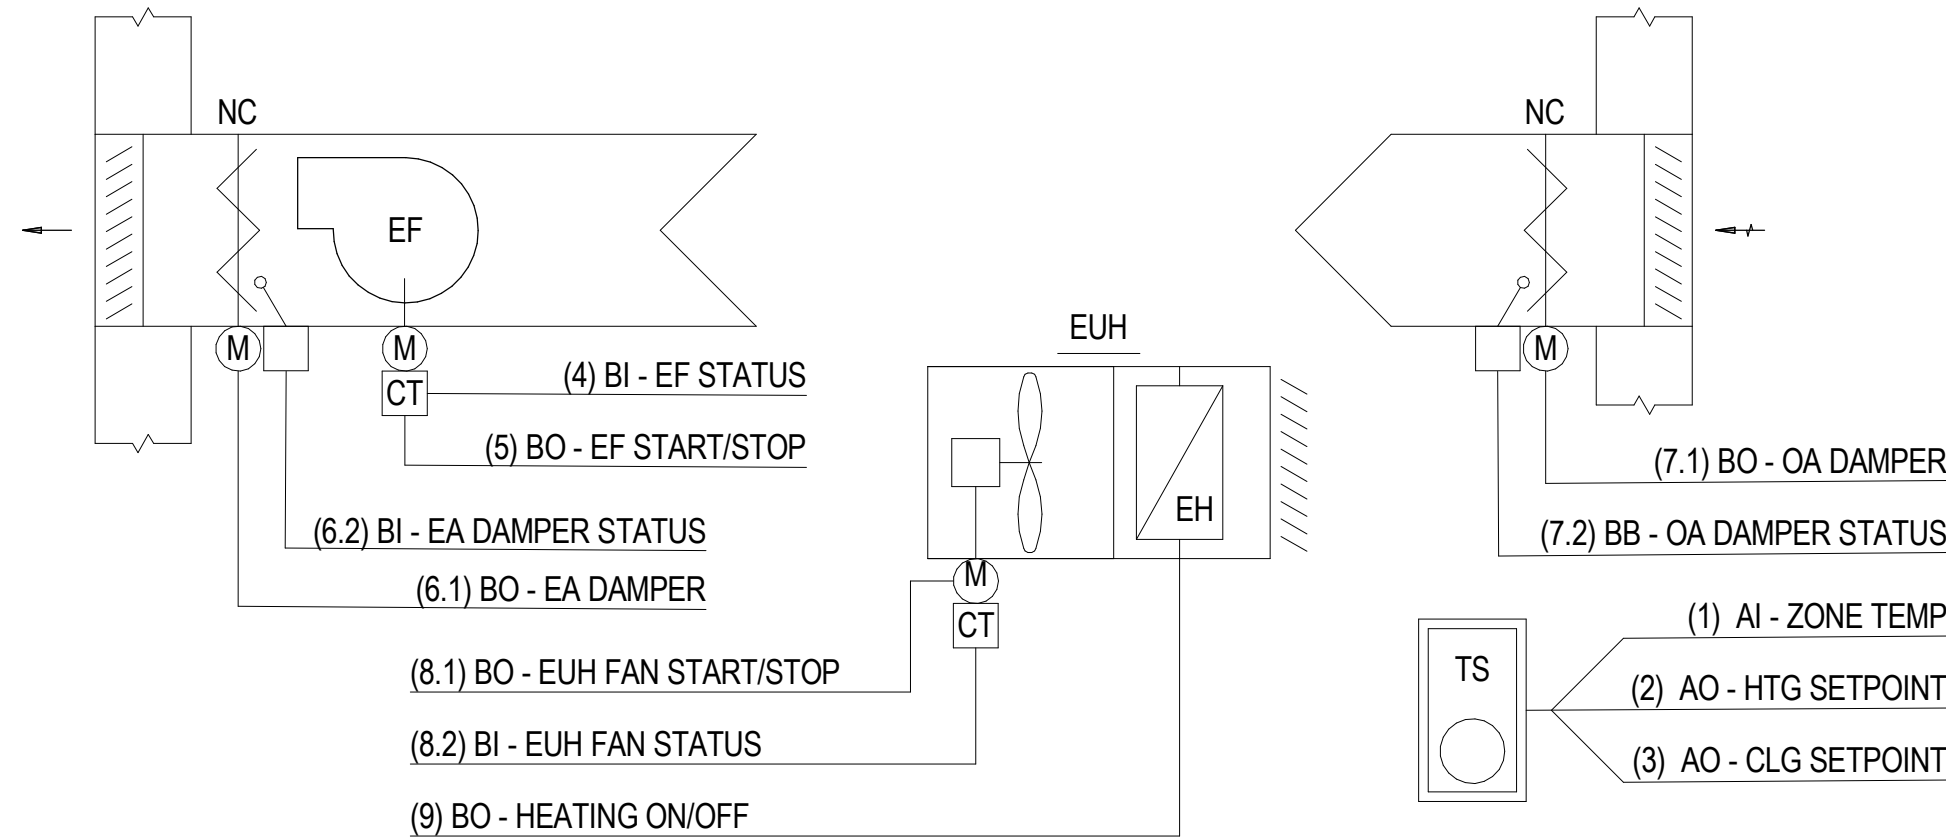 NC
NC
EF
M
M
CT
(4) BI - EF STATUS
(5) BO - EF START/STOP
(6.2) BI - EA DAMPER STATUS
(6.1) BO - EA DAMPER
EUH
EH
M
CT
(8.1) BO - EUH FAN START/STOP
(8.2) BI - EUH FAN STATUS
(9) BO - HEATING ON/OFF
M
(7.1) BO - OA DAMPER
(7.2) BB - OA DAMPER STATUS
TS
(1) AI - ZONE TEMP
(2) AO - HTG SETPOINT
(3) AO - CLG SETPOINT